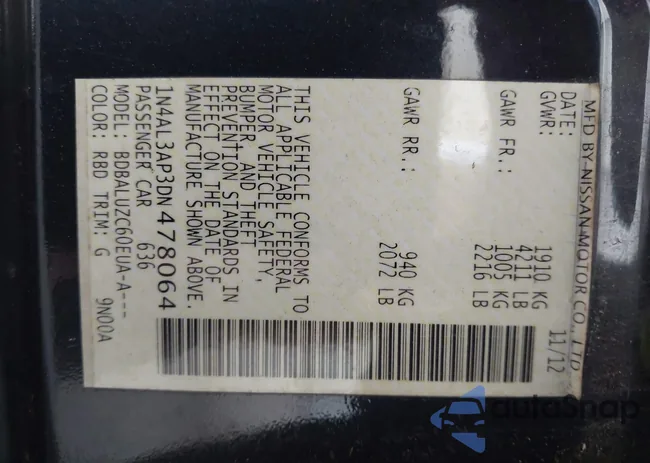 MFD BY-NISSAN MOTOR CO.,LTD.
DATE: 11/12
GVWR: 1910 KG
4211 LB
GAWR FR: 1005 KG
2216 LB
GAWR RR.: 940 KG
2072 LB
THIS VEHICLE CONFORMS TO
ALL APPLICABLE FEDERAL
MOTOR VEHICLE SAFETY,
BUMPER, AND THEFT
PREVENTION STANDARDS IN
EFFECT ON THE DATE OF
MANUFACTURE SHOWN ABOVE.
1N4AL3AP3DN478064
PASSENGER CAR 636
MODEL: BDBALUZC60EUA-A---
COLOR: RBD TRIM: G 9N00A
autoSnap